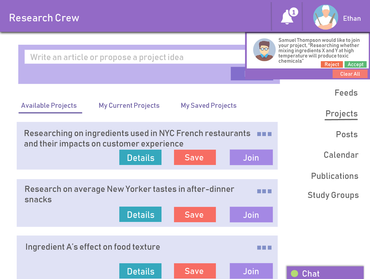 Research Crew
1
Ethan
Samuel Thompson would like to join
your project, "Researching whether
mixing ingredients X and Y at high
temperature will produce toxic
chemicals"
Reject
Accept
Clear All
Write an article or propose a project idea
Available Projects
My Current Projects
My Saved Projects
Feeds
Projects
Posts
Calendar
Publications
Study Groups
Researching on ingredients used in NYC French restaurants
and their impacts on customer experience
Details
Save
Join
Research on average New Yorker tastes in after-dinner
snacks
Details
Save
Join
Ingredient A's effect on food texture
Details
Save
Join
Chat